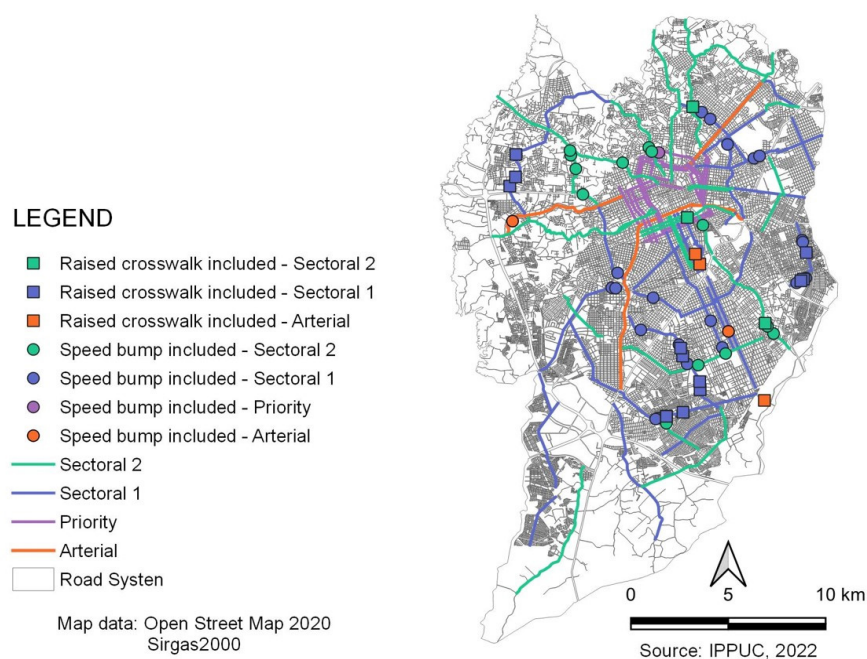 LEGEND
Raised crosswalk included - Sectoral 2
Raised crosswalk included - Sectoral 1
Raised crosswalk included - Arterial
Speed bump included - Sectoral 2
Speed bump included - Sectoral 1
Speed bump included - Priority
Speed bump included - Arterial
Sectoral 2
Sectoral 1
Priority
Arterial
Road Systen
Map data: Open Street Map 2020
Sirgas2000
0 5 10 km
Source: IPPUC, 2022